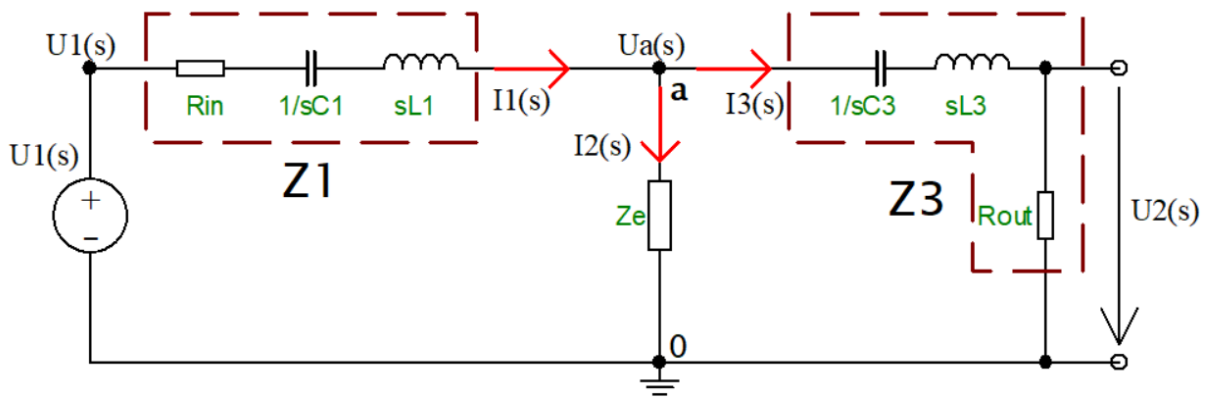 U1(s)
Ua(s)
a
Rin
1/sC1
sL1
I1(s)
I3(s)
1/sC3
sL3
U1(s)
+
-
Z1
I2(s)
Ze
Z3
Rout
U2(s)
0